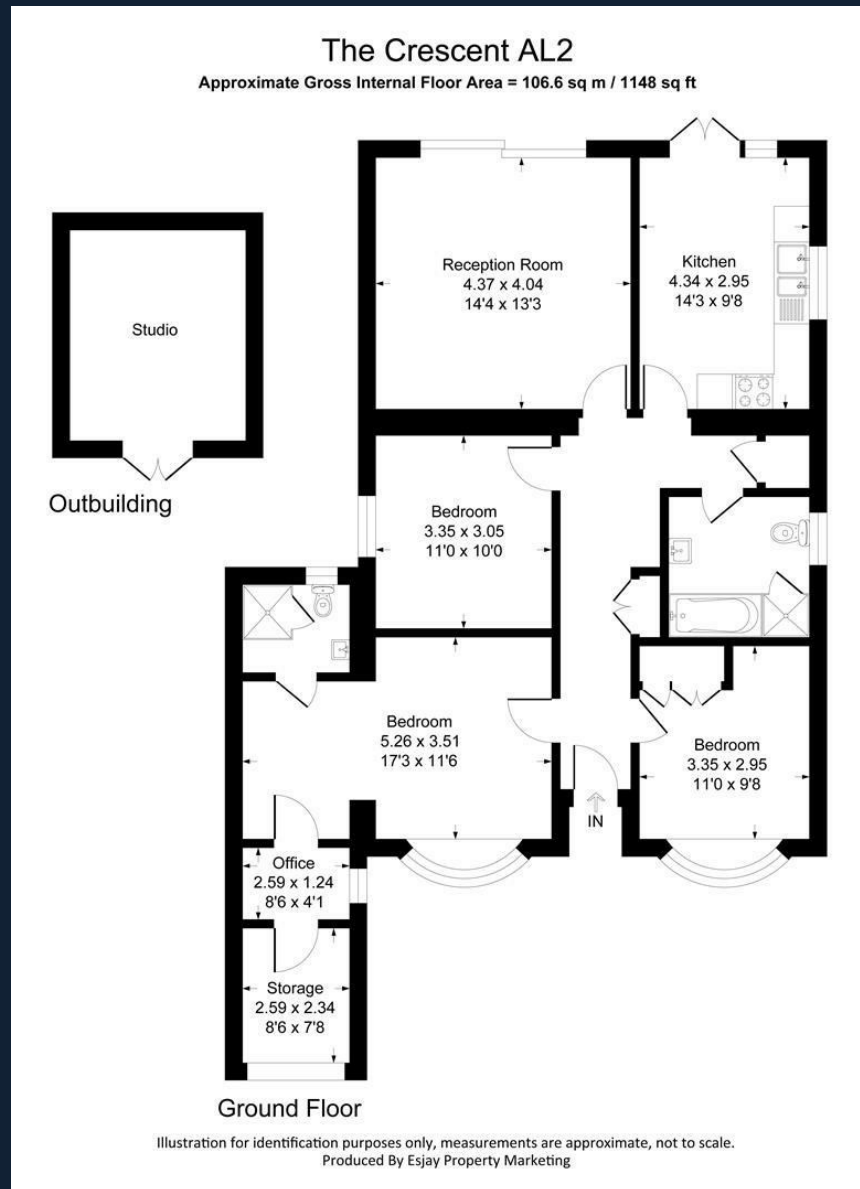 The Crescent AL2
Approximate Gross Internal Floor Area = 106.6 sq m / 1148 sq ft
Reception Room
4.37 x 4.04
14'4 x 13'3
Kitchen
4.34 x 2.95
14'3 x 9'8
Studio
Outbuilding
Bedroom
3.35 x 3.05
11'0 x 10'0
Bedroom
5.26 x 3.51
17'3 x 11'6
Bedroom
3.35 x 2.95
11'0 x 9'8
IN
Office
2.59 x 1.24
8'6 x 4'1
Storage
2.59 x 2.34
8'6 x 7'8
Ground Floor
Illustration for identification purposes only, measurements are approximate, not to scale.
Produced By Esjay Property Marketing